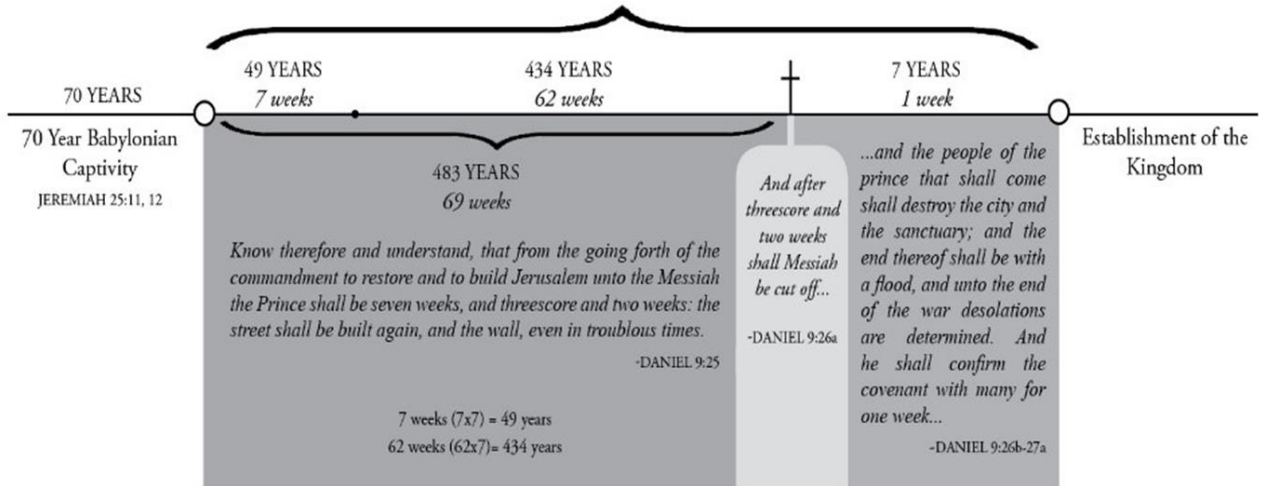 70 YEARS
70 Year Babylonian
Captivity
JEREMIAH 25:11, 12
49 YEARS
7 weeks
434 YEARS
62 weeks
483 YEARS
69 weeks
Know therefore and understand, that from the going forth of the
commandment to restore and to build Jerusalem unto the Messiah
the Prince shall be seven weeks, and threescore and two weeks: the
street shall be built again, and the wall, even in troublous times.
-DANIEL 9:25
7 weeks (7x7) = 49 years
62 weeks (62x7)= 434 years
And after
threescore and
two weeks
shall Messiah
be cut off...
-DANIEL 9:26a
7 YEARS
1 week
...and the people of the
prince that shall come
shall destroy the city and
the sanctuary; and the
end thereof shall be with
a flood, and unto the end
of the war desolations
are determined. And
he shall confirm the
covenant with many for
one week...
-DANIEL 9:26b-27a
Establishment of the
Kingdom